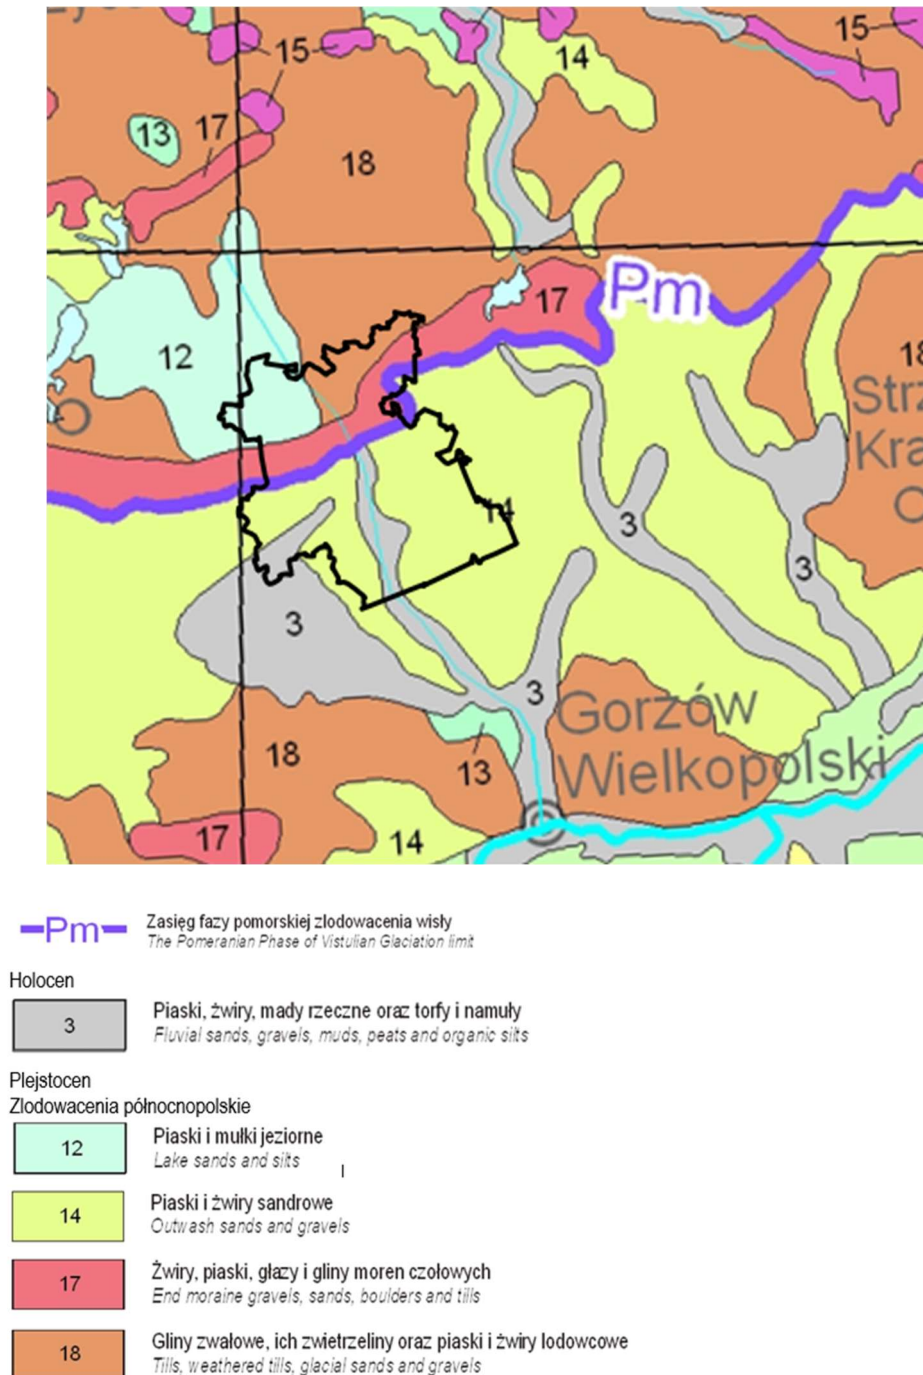 15
14
15
13
17
18
Pm
17
12
18
Strz
Kra
O
O
14
3
3
3
3
Gorzów
Wielkopolski
18
13
17
14
Pm
Zasięg fazy pomorskiej zlodowacenia wisły
The Pomeranian Phase of Vistulian Glaciation limit
Holocen
3
Piaski, żwiry, mady rzeczne oraz torfy i namuły
Fluvial sands, gravels, muds, peats and organic silts
Plejstocen
Zlodowacenia północnopolskie
12
Piaski i mułki jeziorne
Lake sands and silts
14
Piaski i żwiry sandrowe
Outwash sands and gravels
17
Żwiry, piaski, głazy i gliny moren czołowych
End moraine gravels, sands, boulders and tills
18
Gliny zwałowe, ich zwietrzeliny oraz piaski i żwiry lodowcowe
Tills, weathered tills, glacial sands and gravels